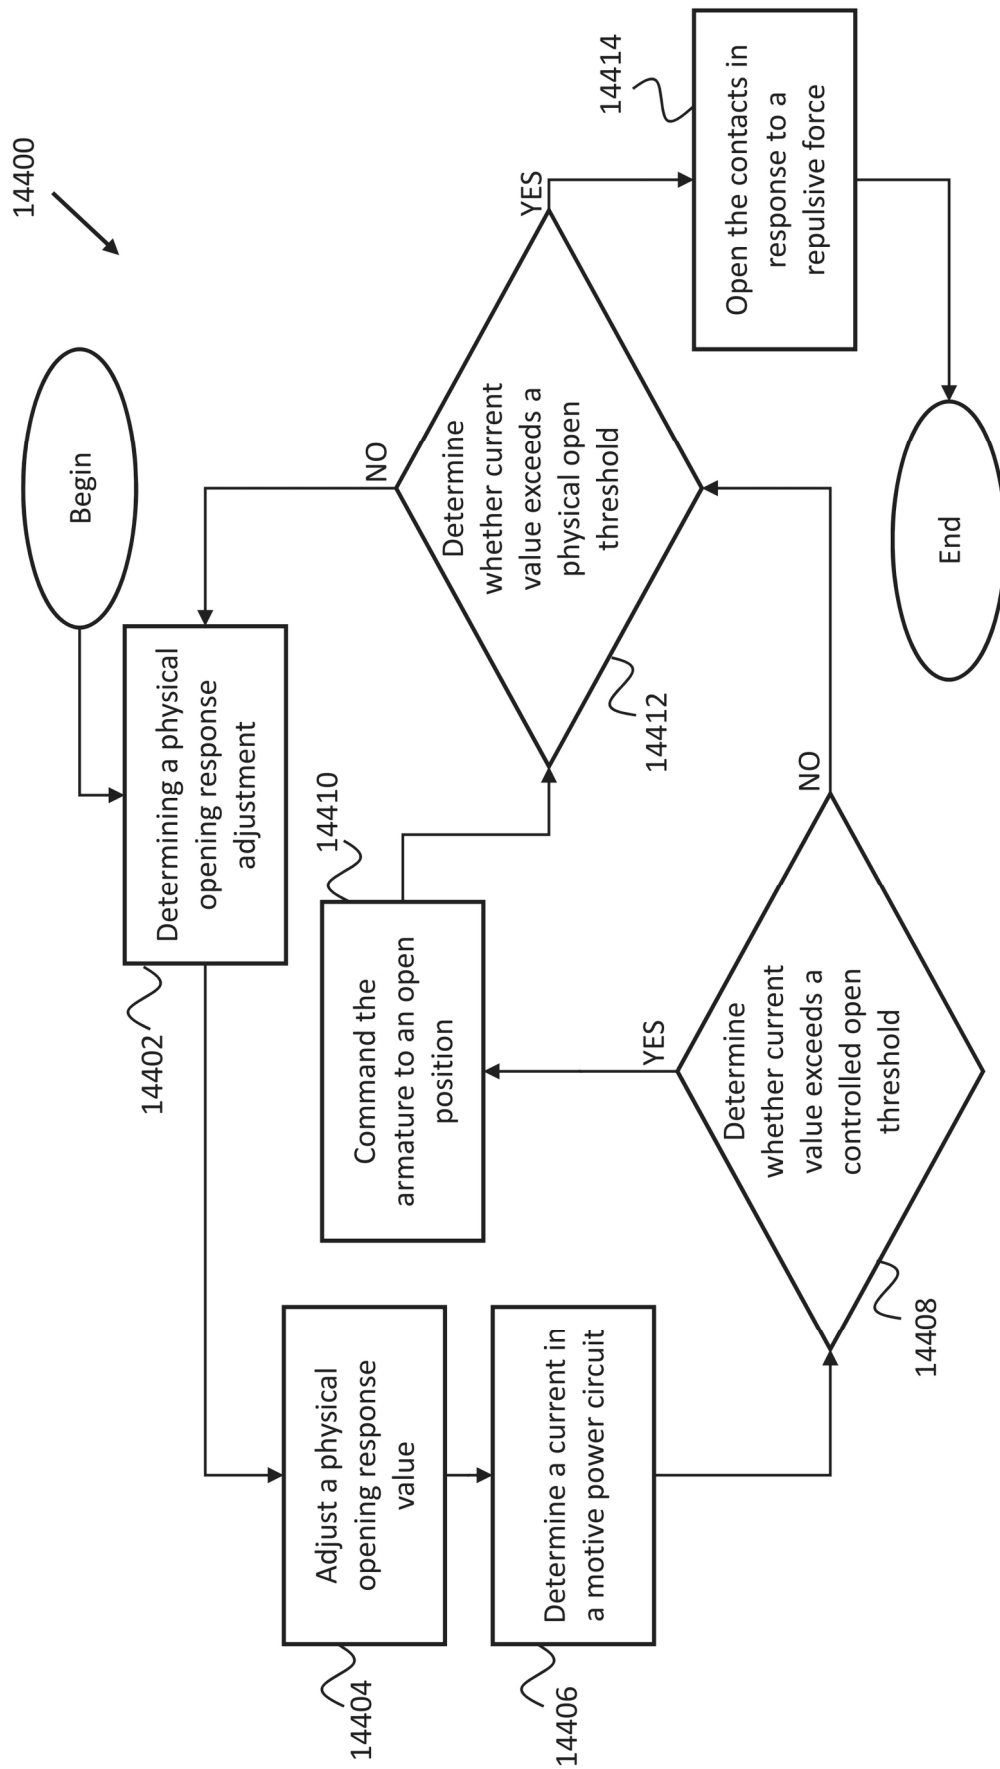 14400
Begin
Determining a physical
opening response
adjustment
14402
Adjust a physical
opening response
value
14404
Determine a current in
a motive power circuit
14406
Determine
whether current
value exceeds a
controlled open
threshold
14408
YES
NO
Command the
armature to an open
position
14410
Determine
whether current
value exceeds a
physical open
threshold
14412
NO
YES
Open the contacts in
response to a
repulsive force
14414
End